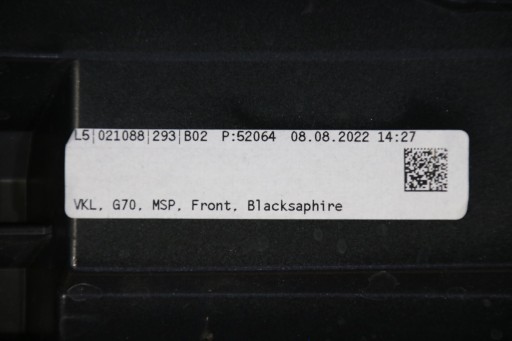 L5|021088|293|B02 P:52064 08.08.2022 14:27
VKL, G70, MSP, Front, Blacksaphire